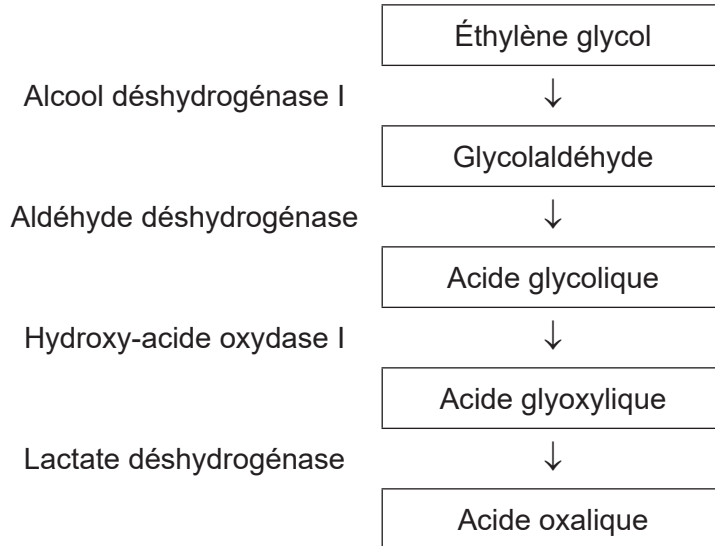 Éthylène glycol
Alcool déshydrogénase I
↓
Glycolaldéhyde
Aldéhyde déshydrogénase
↓
Acide glycolique
Hydroxy-acide oxydase I
↓
Acide glyoxylique
Lactate déshydrogénase
↓
Acide oxalique